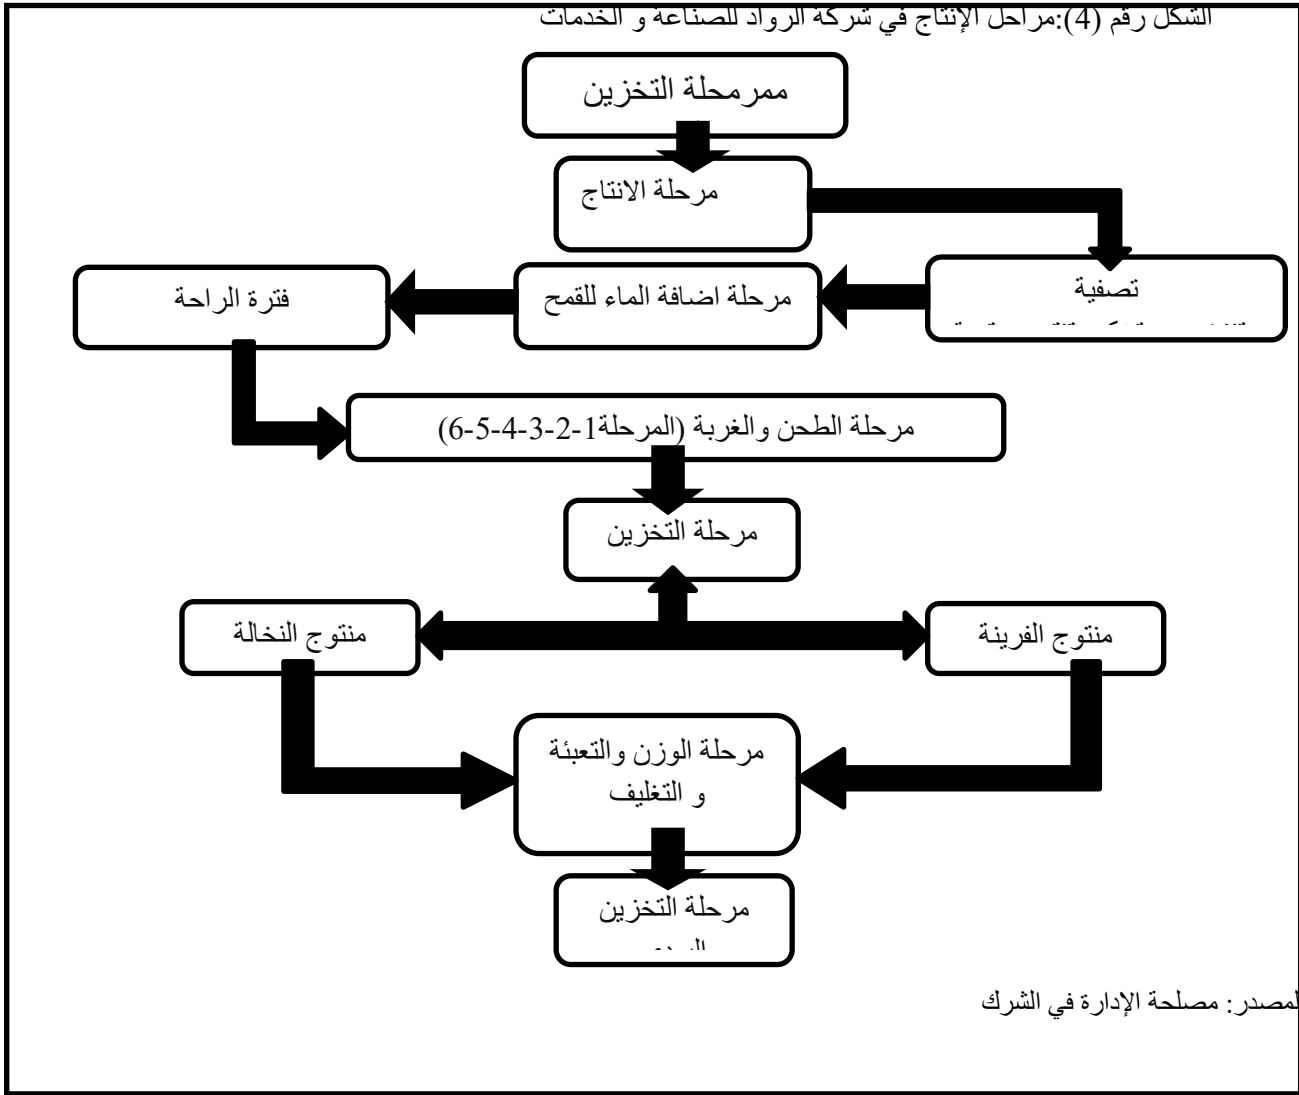 الشكل رقم (4):مراحل الإنتاج في شركة الرواد للصناعة و الخدمات
ممرمحلة التخزين
مرحلة الانتاج
تصفية
مرحلة اضافة الماء للقمح
فترة الراحة
مرحلة الطحن والغربة (المرحلة1-2-3-4-5-6)
مرحلة التخزين
منتوج الفرينة
منتوج النخالة
مرحلة الوزن والتعبئة
و التغليف
مرحلة التخزين
لمصدر: مصلحة الإدارة في الشرك